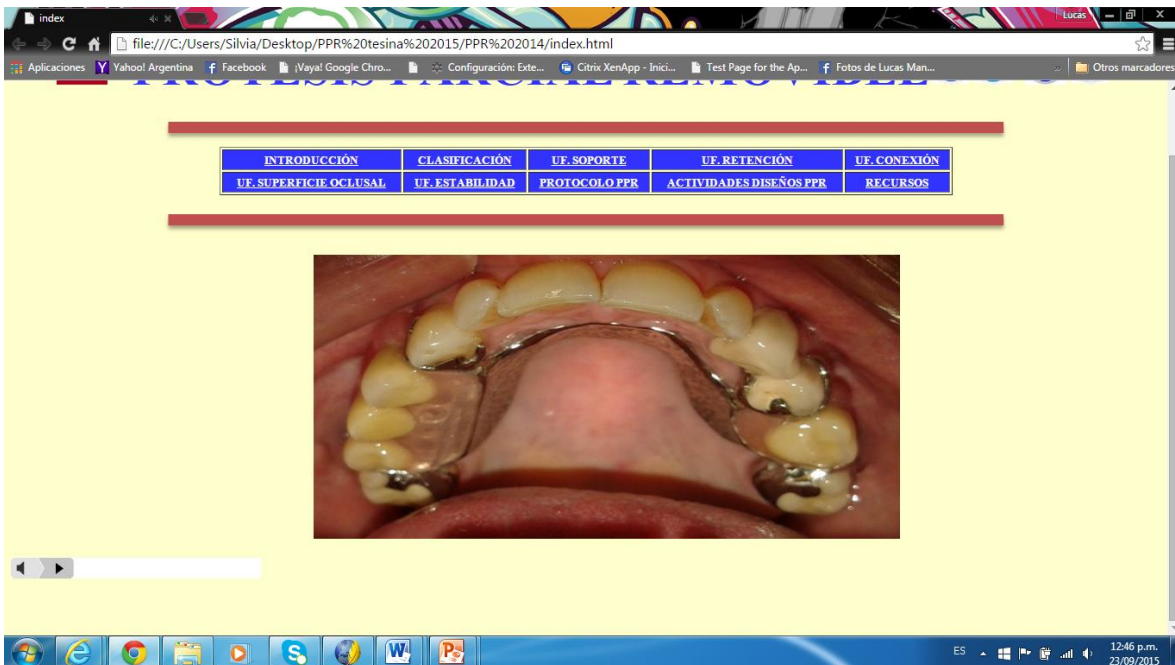 index
Lucas
file:///C:/Users/Silvia/Desktop/PPR%20tesina%202015/PPR%202014/index.html
Aplicaciones Yahoo! Argentina Facebook ¡Vaya! Google Chro... Configuración: Exte... Citrix XenApp - Inici... Test Page for the Ap... Fotos de Lucas Man... » Otros marcadores
PROTESIS PARCIAL REMOVIBLE
INTRODUCCIÓN CLASIFICACIÓN UF. SOPORTE UF. RETENCIÓN UF. CONEXIÓN
UF. SUPERFICIE OCLUSAL UF. ESTABILIDAD PROTOCOLO PPR ACTIVIDADES DISEÑOS PPR RECURSOS
ES 12:46 p.m.
23/09/2015